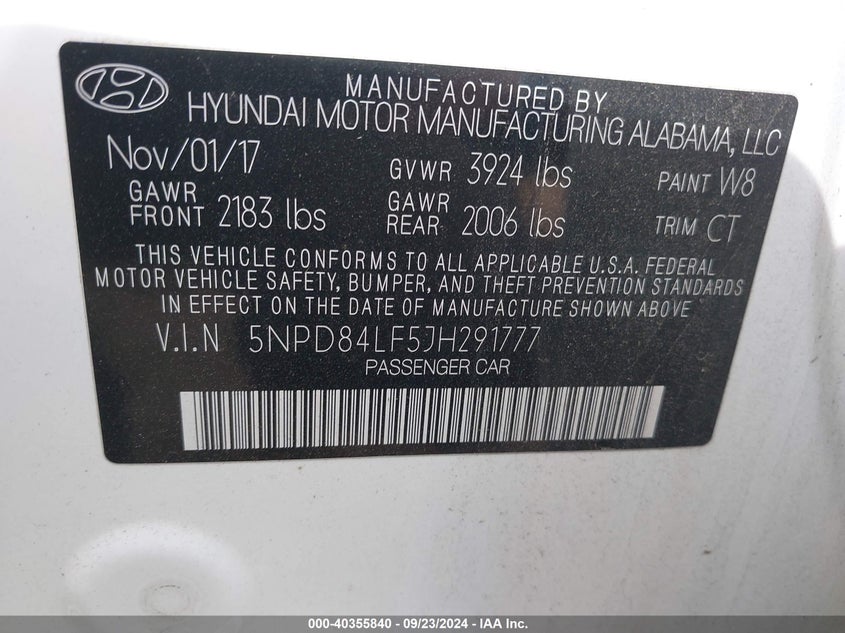 MANUFACTURED BY
HYUNDAI MOTOR MANUFACTURING ALABAMA, LLC
Nov/01/17 GVWR 3924 lbs PAINT W8
GAWR FRONT 2183 lbs GAWR REAR 2006 lbs TRIM CT
THIS VEHICLE CONFORMS TO ALL APPLICABLE U.S.A. FEDERAL
MOTOR VEHICLE SAFETY, BUMPER, AND THEFT PREVENTION STANDARDS
IN EFFECT ON THE DATE OF MANUFACTURE SHOWN ABOVE
V.I.N 5NPD84LF5JH291777
PASSENGER CAR
000-40355840 - 09/23/2024 - IAA Inc.